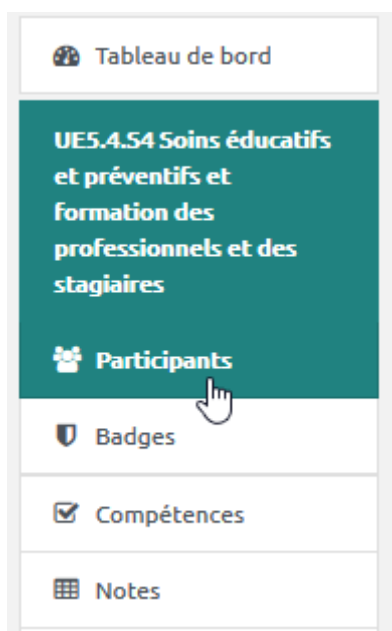 Tableau de bord
UE5.4.S4 Soins éducatifs
et préventifs et
formation des
professionnels et des
stagiaires
Participants
Badges
Compétences
Notes